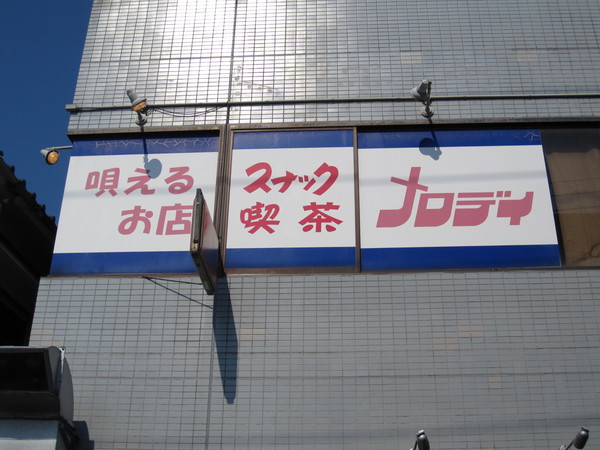 唄える
お店
スナック
喫茶
メロディ